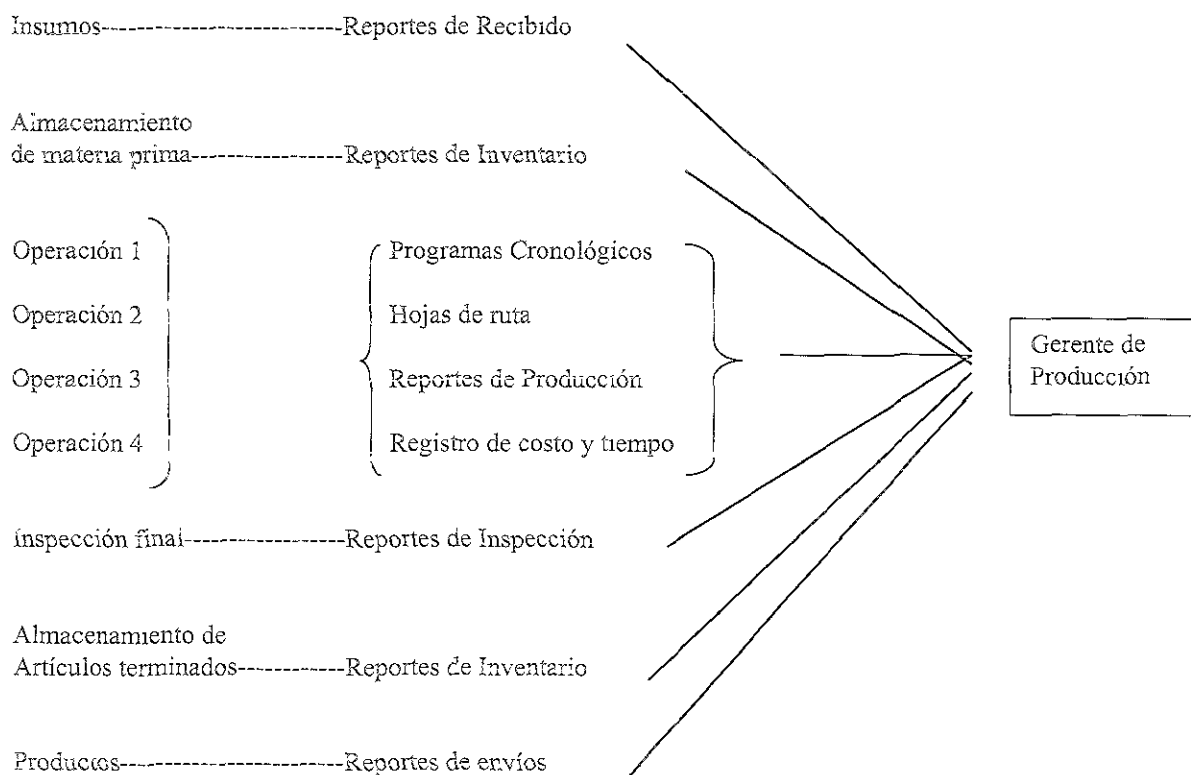 Insumos-------------------------Reportes de Recibido
Almacenamiento
de materia prima----------------Reportes de Inventario
Operación 1
Programas Cronológicos
Operación 2
Hojas de ruta
Operación 3
Reportes de Producción
Operación 4
Registro de costo y tiempo
Gerente de
Producción
Inspección final-----------------Reportes de Inspección
Almacenamiento de
Artículos terminados-----------Reportes de Inventario
Productos------------------------Reportes de envíos